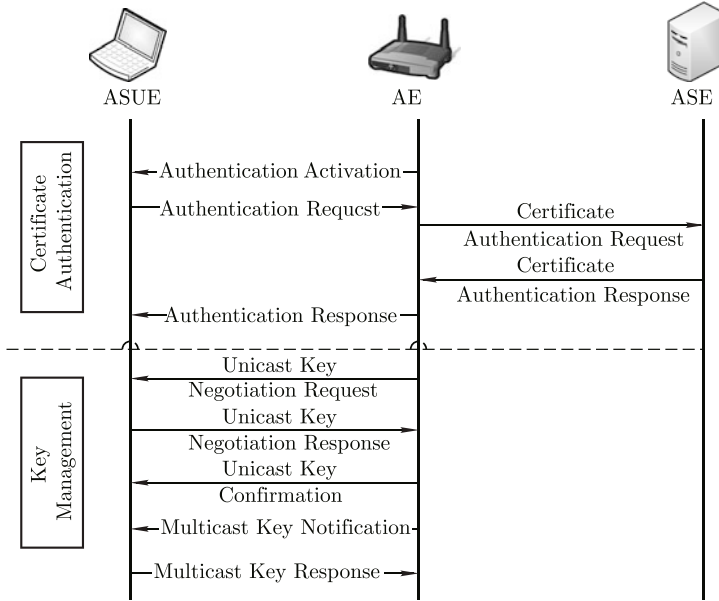 ASUE
AE
ASE
Certificate
Authentication
Authentication Activation
Authentication Requcst
Certificate
Authentication Request
Certificate
Authentication Response
Authentication Response
Key
Management
Unicast Key
Negotiation Request
Unicast Key
Negotiation Response
Unicast Key
Confirmation
Multicast Key Notification
Multicast Key Response